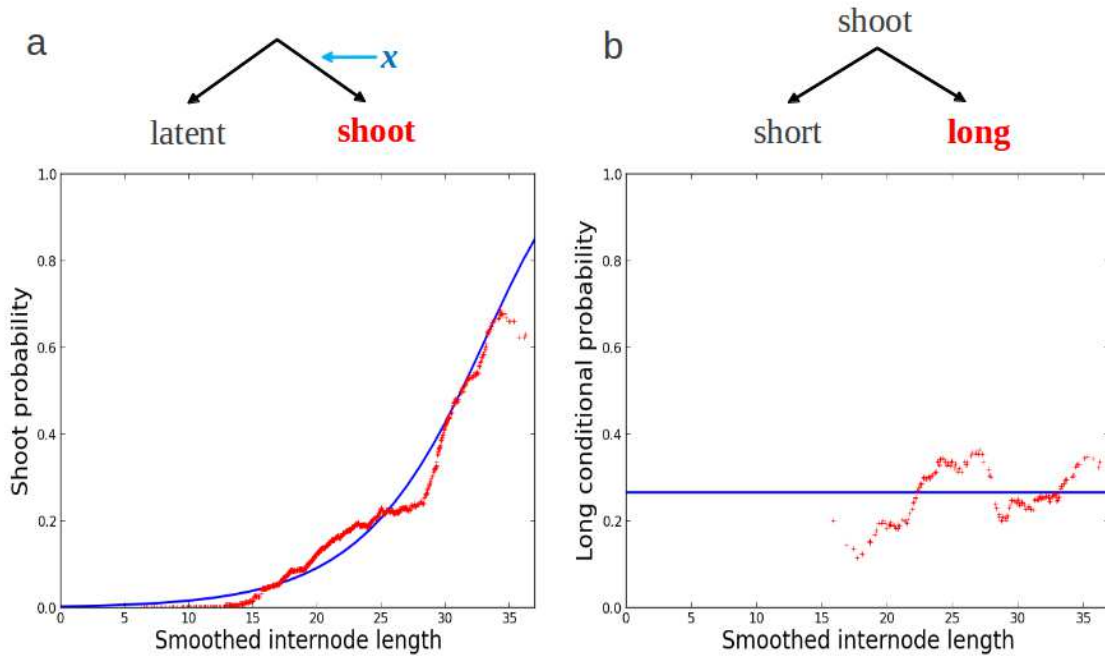 a
x
latent
shoot
Shoot probability
1.0
0.8
0.6
0.4
0.2
0.0
0 5 10 15 20 25 30 35
Smoothed internode length
b
shoot
short
long
Long conditional probability
1.0
0.8
0.6
0.4
0.2
0.0
0 5 10 15 20 25 30 35
Smoothed internode length